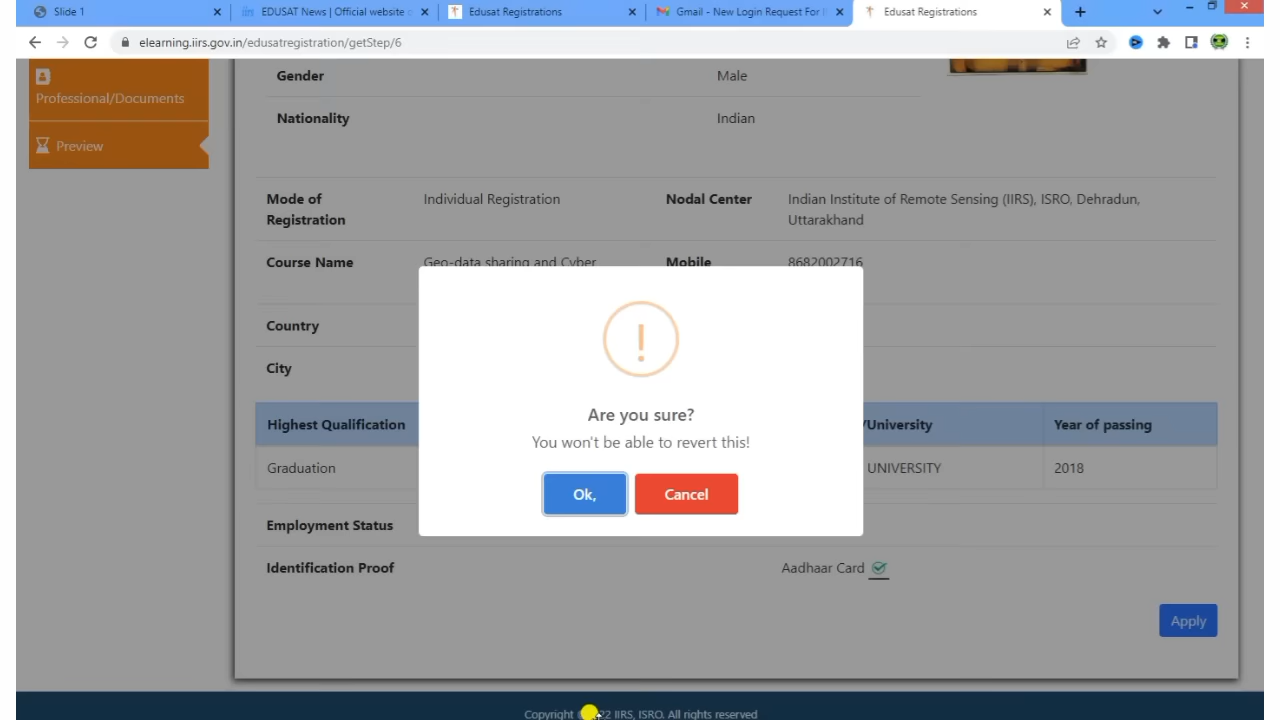 Slide 1
EDUSAT News | Official website
Edusat Registrations
Gmail - New Login Request For
Edusat Registrations
elearning.iirs.gov.in/edusatregistration/getStep/6
Professional/Documents
Preview
Gender Male
Nationality Indian
Mode of Registration Individual Registration Nodal Center Indian Institute of Remote Sensing (IIRS), ISRO, Dehradun,
Uttarakhand
Course Name Geo-data sharing and Cyber Mobile 8682002716
Country
City
Are you sure?
You won't be able to revert this!
Ok,
Cancel
Highest Qualification /University Year of passing
Graduation UNIVERSITY 2018
Employment Status
Identification Proof Aadhaar Card
Apply
Copyright 22 IIRS, ISRO. All rights reserved